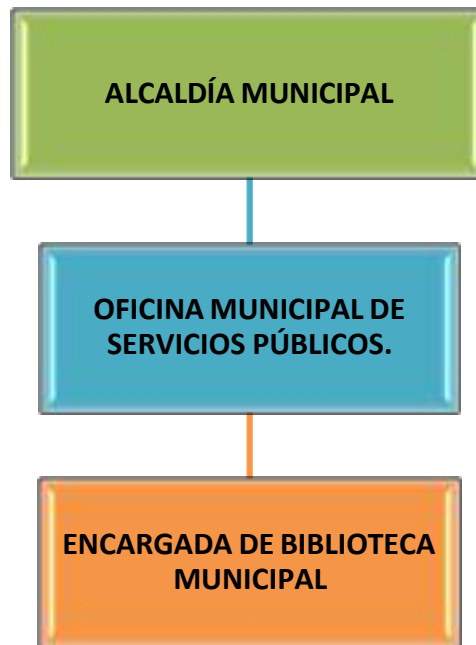 ALCALDÍA MUNICIPAL
OFICINA MUNICIPAL DE
SERVICIOS PÚBLICOS.
ENCARGADA DE BIBLIOTECA
MUNICIPAL